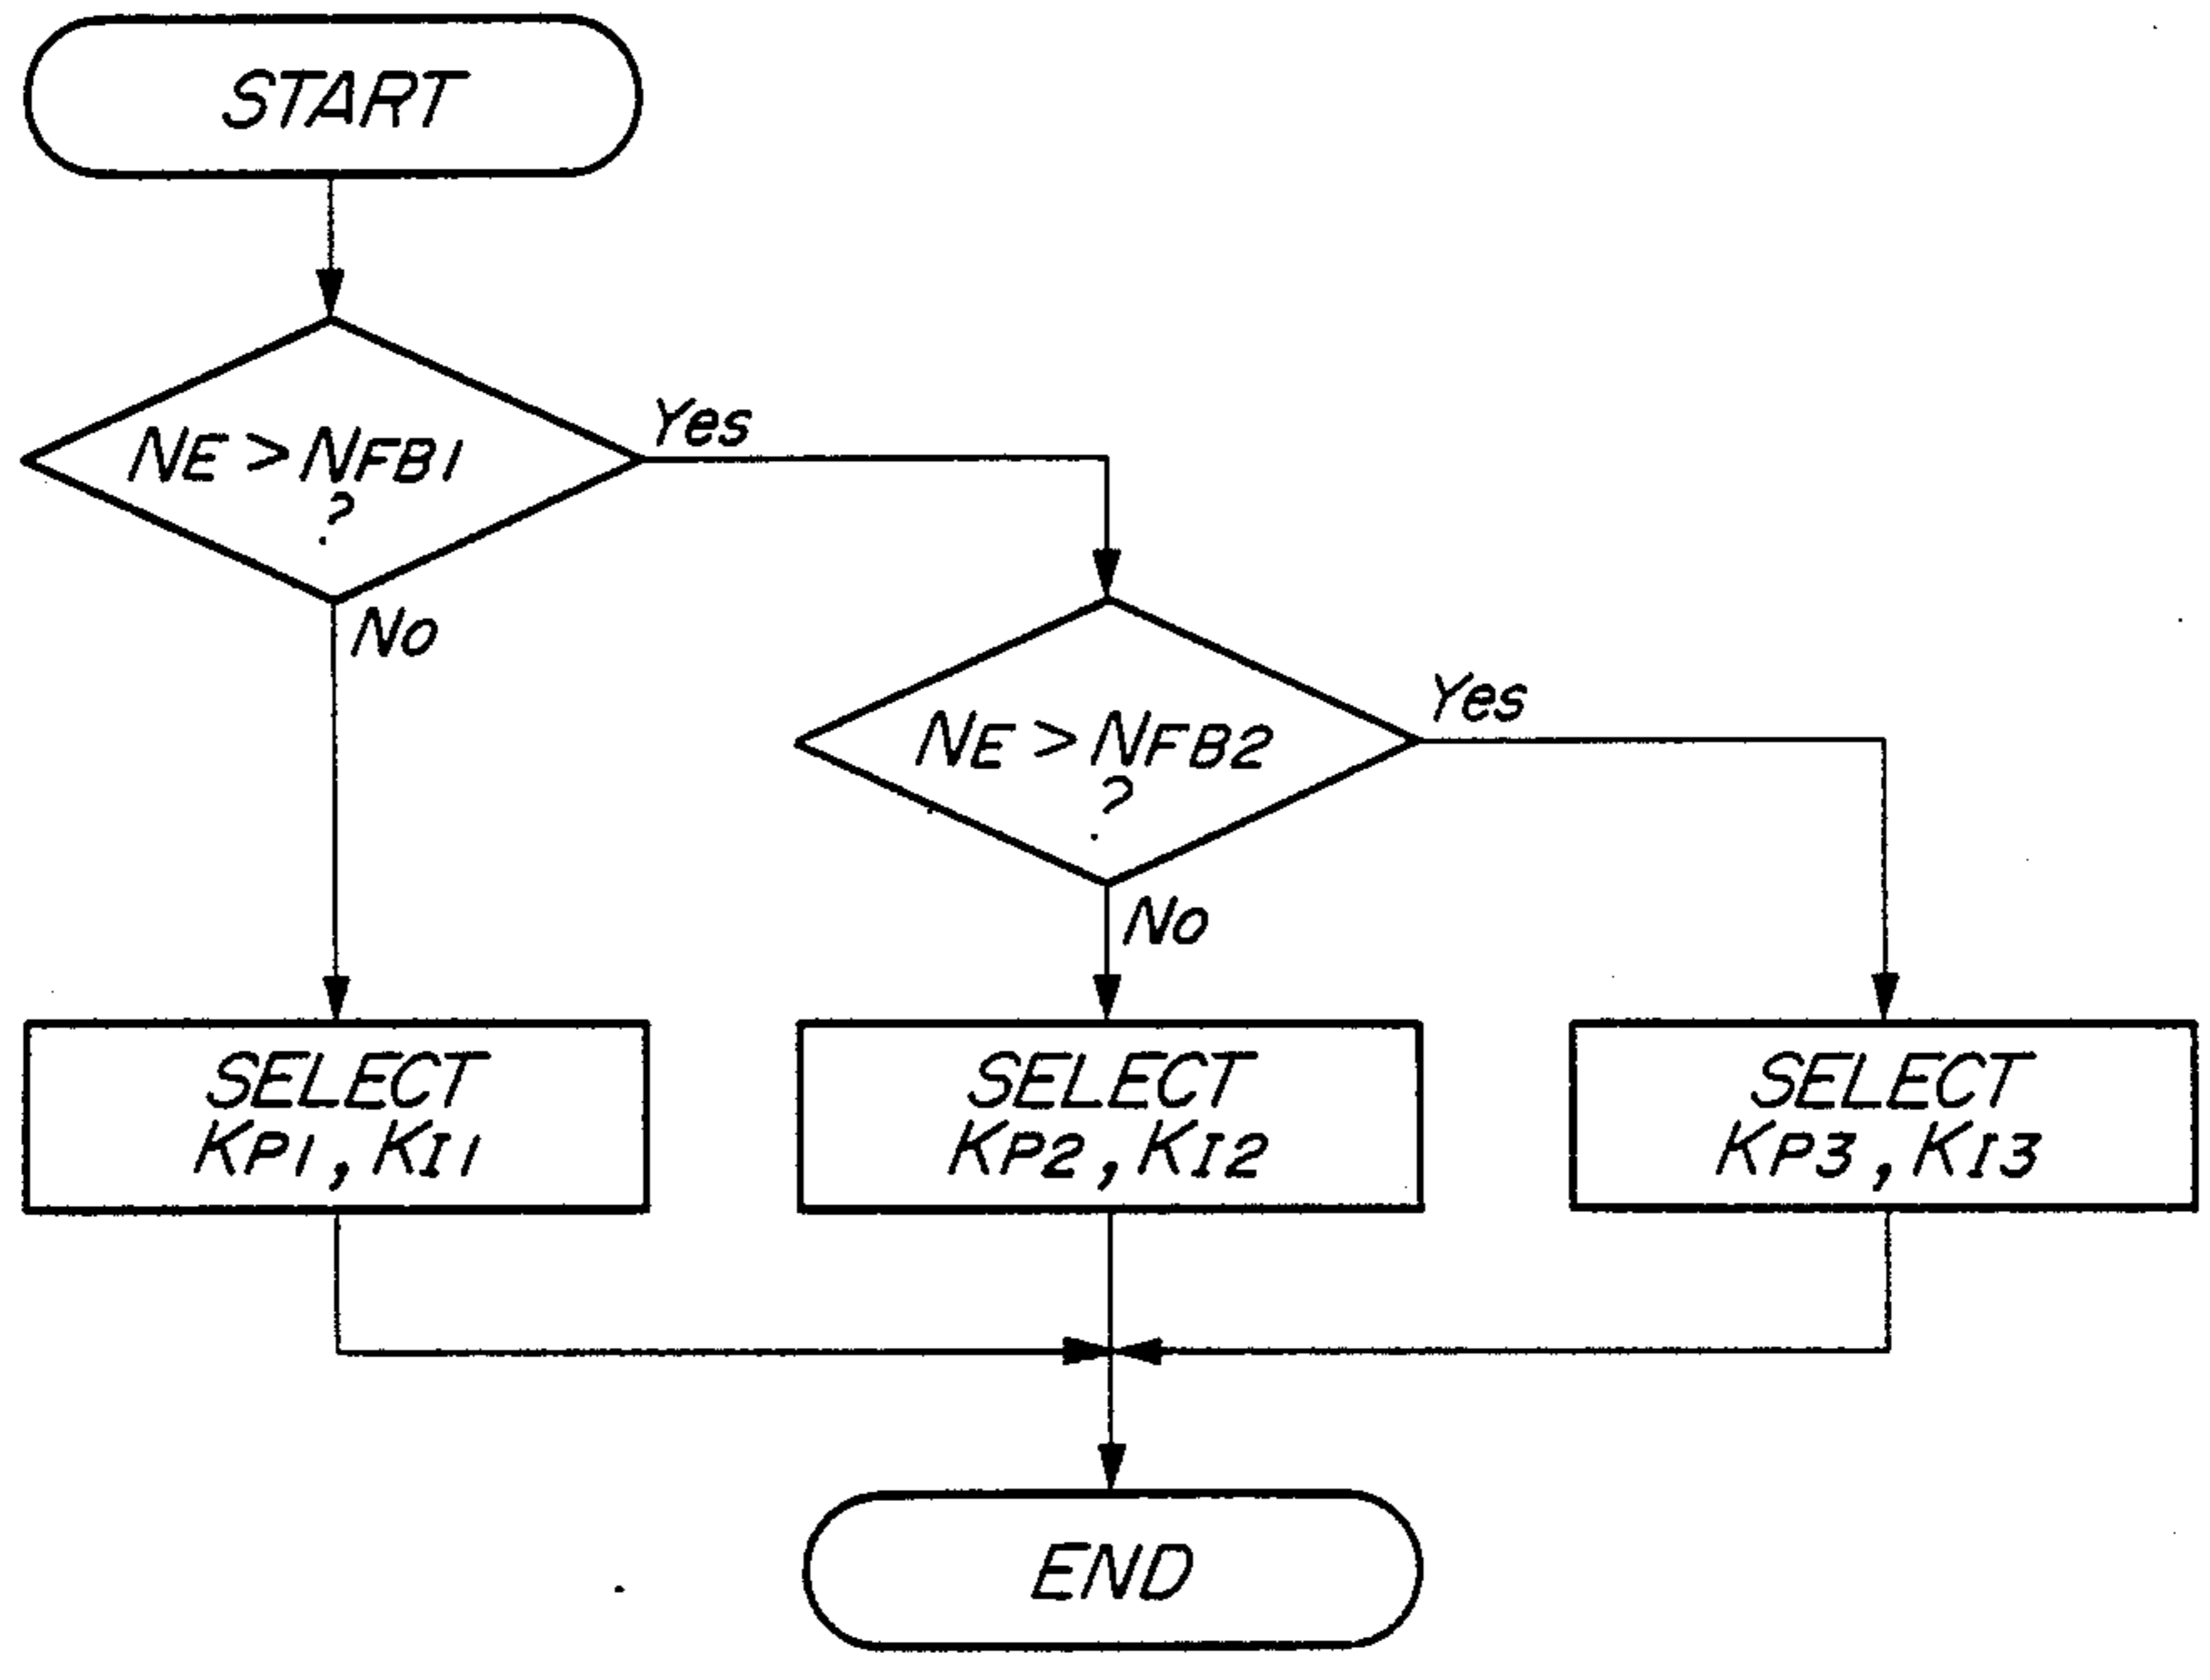 START
NE > NFB1
?
Yes
No
NE > NFB2
?
Yes
No
SELECT
KP1, KI1
SELECT
KP2, KI2
SELECT
KP3, KI3
END